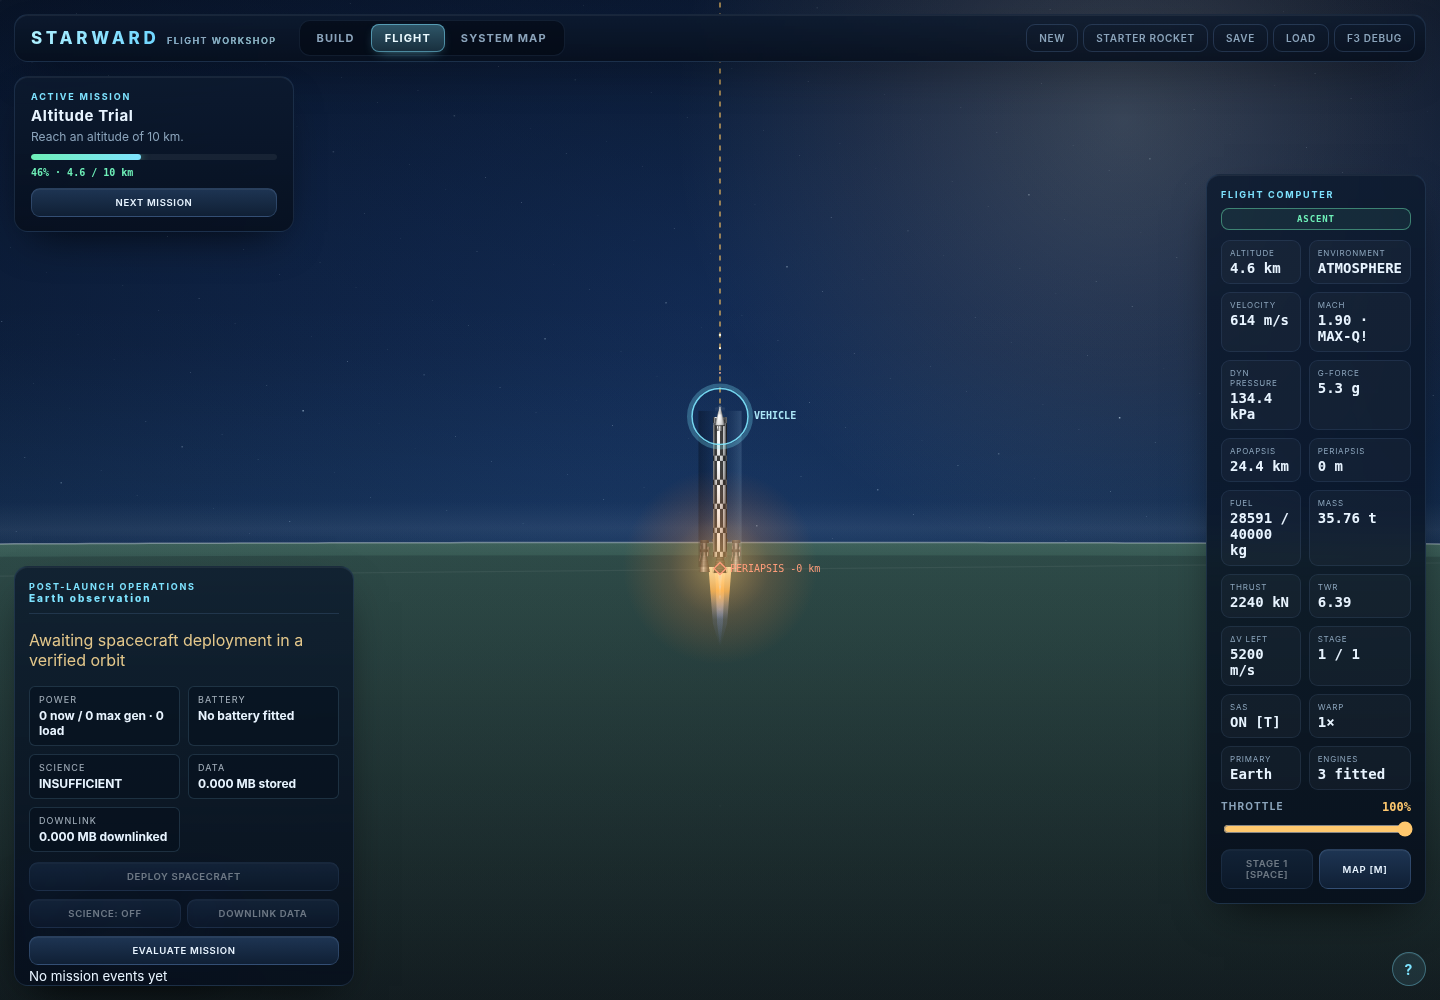 STARWARD FLIGHT WORKSHOP
BUILD
FLIGHT
SYSTEM MAP
NEW
STARTER ROCKET
SAVE
LOAD
F3 DEBUG
ACTIVE MISSION
Altitude Trial
Reach an altitude of 10 km.
46% · 4.6 / 10 km
NEXT MISSION
VEHICLE
PERIAPSIS -0 km
POST-LAUNCH OPERATIONS
Earth observation
Awaiting spacecraft deployment in a
verified orbit
POWER
0 now / 0 max gen · 0
load
BATTERY
No battery fitted
SCIENCE
INSUFFICIENT
DATA
0.000 MB stored
DOWNLINK
0.000 MB downlinked
DEPLOY SPACECRAFT
SCIENCE: OFF
DOWNLINK DATA
EVALUATE MISSION
No mission events yet
FLIGHT COMPUTER
ASCENT
ALTITUDE
4.6 km
ENVIRONMENT
ATMOSPHERE
VELOCITY
614 m/s
MACH
1.90 ·
MAX-Q!
DYN
PRESSURE
134.4
kPa
G-FORCE
5.3 g
APOAPSIS
24.4 km
PERIAPSIS
0 m
FUEL
28591 /
40000
kg
MASS
35.76 t
THRUST
2240 kN
TWR
6.39
ΔV LEFT
5200
m/s
STAGE
1 / 1
SAS
ON [T]
WARP
1×
PRIMARY
Earth
ENGINES
3 fitted
THROTTLE
100%
STAGE 1
[SPACE]
MAP [M]
?